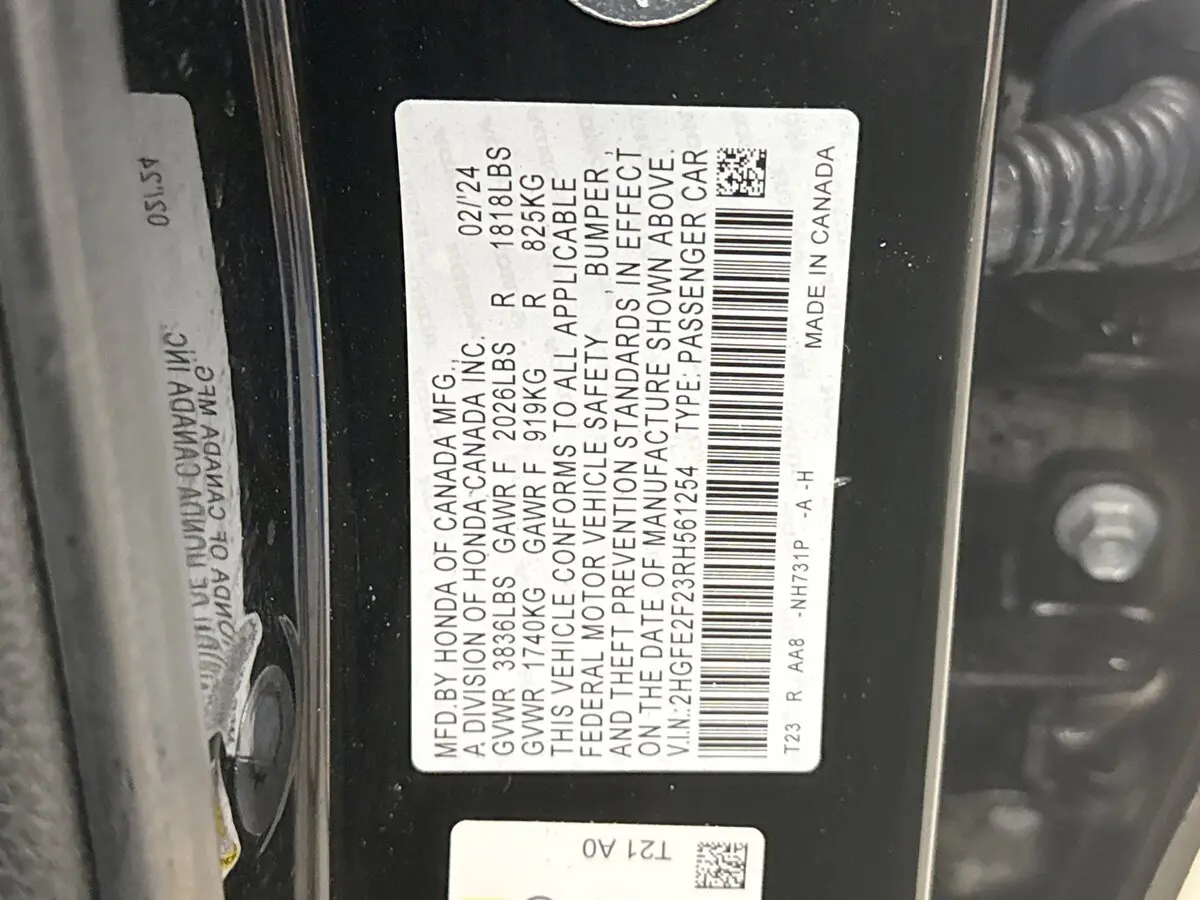 MFD.BY HONDA OF CANADA MFG., 02/'24
A DIVISION OF HONDA CANADA INC.
GVWR 3836LBS GAWR F 2026LBS R 1818LBS
GVWR 1740KG GAWR F 919KG R 825KG
THIS VEHICLE CONFORMS TO ALL APPLICABLE
FEDERAL MOTOR VEHICLE SAFETY, BUMPER,
AND THEFT PREVENTION STANDARDS IN EFFECT
ON THE DATE OF MANUFACTURE SHOWN ABOVE.
V.I.N.:2HGFE2F23RH561254 TYPE:PASSENGER CAR
T23 R AA8 -NH731P -A -H MADE IN CANADA
T21 A0